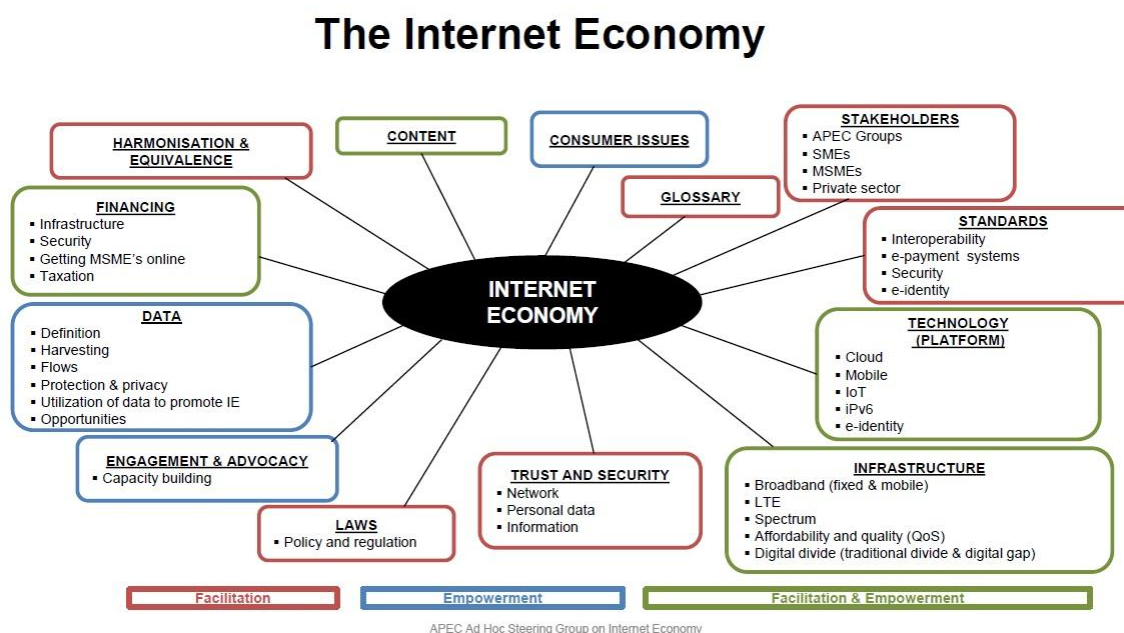 The Internet Economy
HARMONISATION &
EQUIVALENCE
CONTENT
CONSUMER ISSUES
GLOSSARY
STAKEHOLDERS
▪ APEC Groups
▪ SMEs
▪ MSMEs
▪ Private sector
FINANCING
▪ Infrastructure
▪ Security
▪ Getting MSME's online
▪ Taxation
STANDARDS
▪ Interoperability
▪ e-payment systems
▪ Security
▪ e-identity
INTERNET
ECONOMY
DATA
▪ Definition
▪ Harvesting
▪ Flows
▪ Protection & privacy
▪ Utilization of data to promote IE
▪ Opportunities
TECHNOLOGY
(PLATFORM)
▪ Cloud
▪ Mobile
▪ IoT
▪ iPv6
▪ e-identity
ENGAGEMENT & ADVOCACY
▪ Capacity building
LAWS
▪ Policy and regulation
TRUST AND SECURITY
▪ Network
▪ Personal data
▪ Information
INFRASTRUCTURE
▪ Broadband (fixed & mobile)
▪ LTE
▪ Spectrum
▪ Affordability and quality (QoS)
▪ Digital divide (traditional divide & digital gap)
Facilitation
Empowerment
Facilitation & Empowerment
APEC Ad Hoc Steering Group on Internet Economy